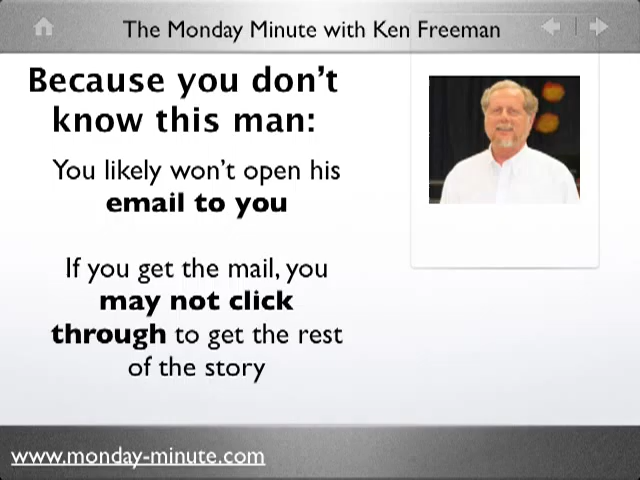 The Monday Minute with Ken Freeman
Because you don't
know this man:
You likely won't open his
email to you
If you get the mail, you
may not click
through to get the rest
of the story
www.monday-minute.com